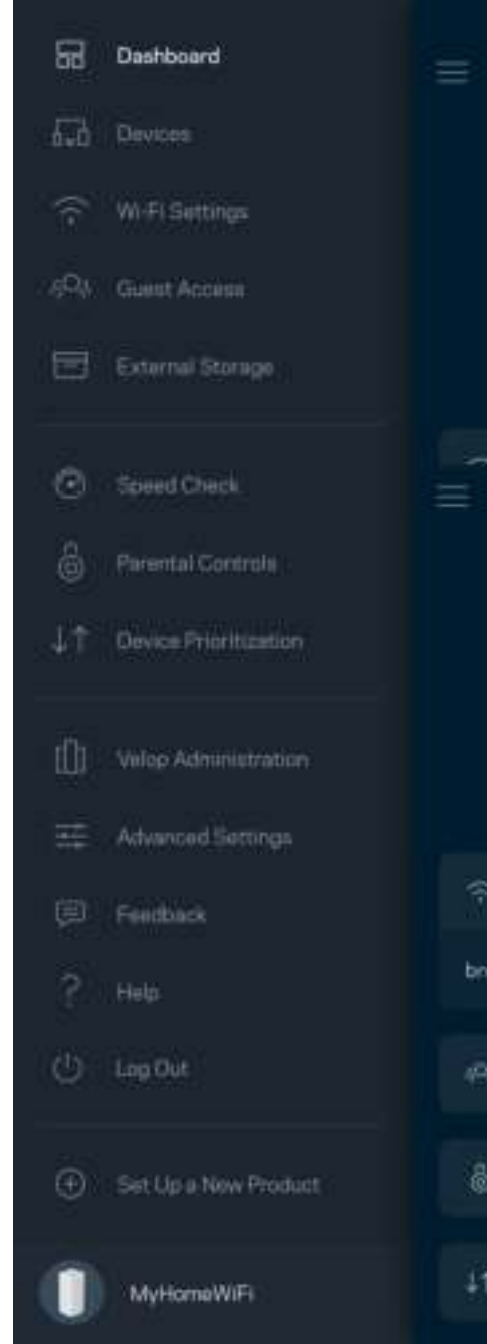 Dashboard
Devices
Wi-Fi Settings
Guest Access
External Storage
Speed Check
Parental Controls
Device Prioritization
Velop Administration
Advanced Settings
Feedback
Help
Log Out
Set Up a New Product
MyHomeWiFi